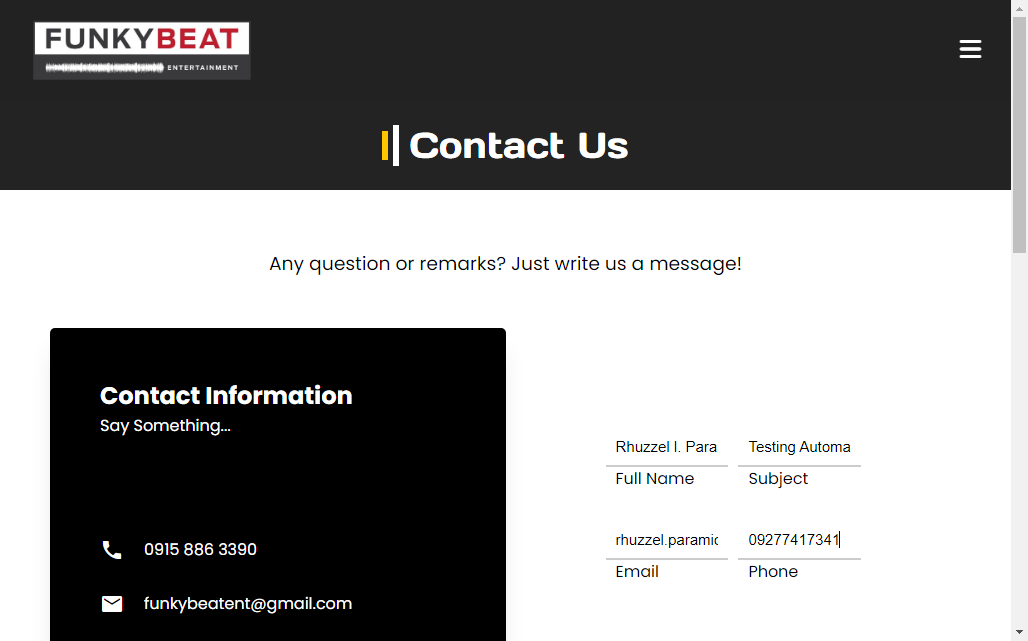 FUNKYBEAT
ENTERTAINMENT
Contact Us
Any question or remarks? Just write us a message!
Contact Information
Say Something...
0915 886 3390
funkybeatent@gmail.com
Rhuzzel I. Para
Testing Automa
Full Name
Subject
rhuzzel.paramic
09277417341
Email
Phone